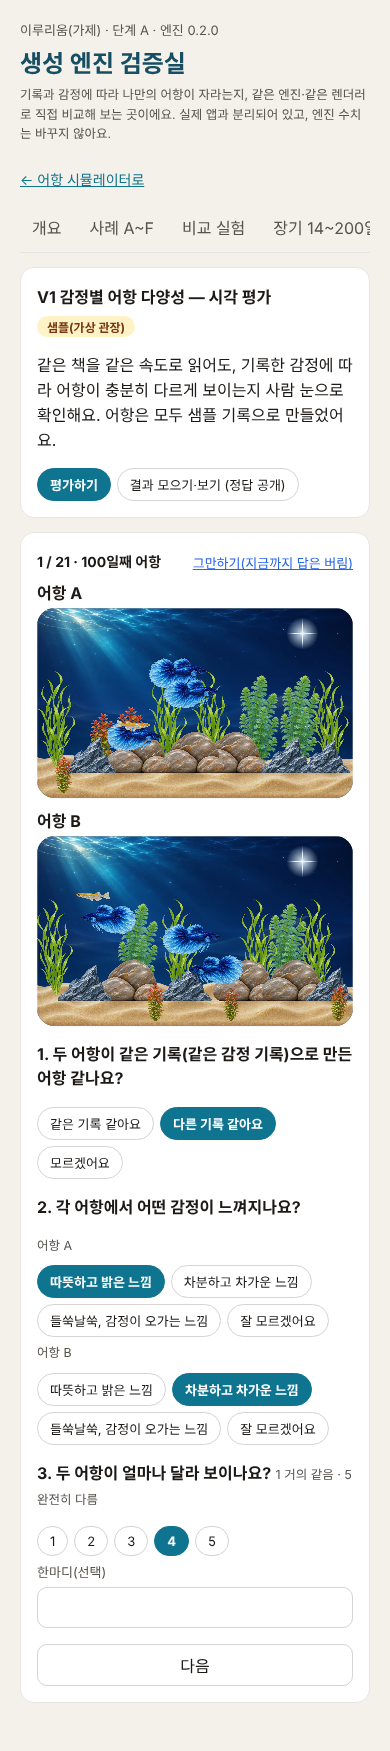 이루리움(가제) · 단계 A · 엔진 0.2.0
생성 엔진 검증실
기록과 감정에 따라 나만의 어항이 자라는지, 같은 엔진·같은 렌더러
로 직접 비교해 보는 곳이에요. 실제 앱과 분리되어 있고, 엔진 수치
는 바꾸지 않아요.
← 어항 시뮬레이터로
개요 사례 A~F 비교 실험 장기 14~200일
V1 감정별 어항 다양성 — 시각 평가
샘플(가상 관장)
같은 책을 같은 속도로 읽어도, 기록한 감정에 따
라 어항이 충분히 다르게 보이는지 사람 눈으로
확인해요. 어항은 모두 샘플 기록으로 만들었어
요.
평가하기 결과 모으기·보기 (정답 공개)
1 / 21 · 100일째 어항 그만하기(지금까지 답은 버림)
어항 A
어항 B
1. 두 어항이 같은 기록(같은 감정 기록)으로 만든
어항 같나요?
같은 기록 같아요 다른 기록 같아요
모르겠어요
2. 각 어항에서 어떤 감정이 느껴지나요?
어항 A
따뜻하고 밝은 느낌 차분하고 차가운 느낌
들쑥날쑥, 감정이 오가는 느낌 잘 모르겠어요
어항 B
따뜻하고 밝은 느낌 차분하고 차가운 느낌
들쑥날쑥, 감정이 오가는 느낌 잘 모르겠어요
3. 두 어항이 얼마나 달라 보이나요? 1 거의 같음 · 5
완전히 다름
1 2 3 4 5
한마디(선택)
다음